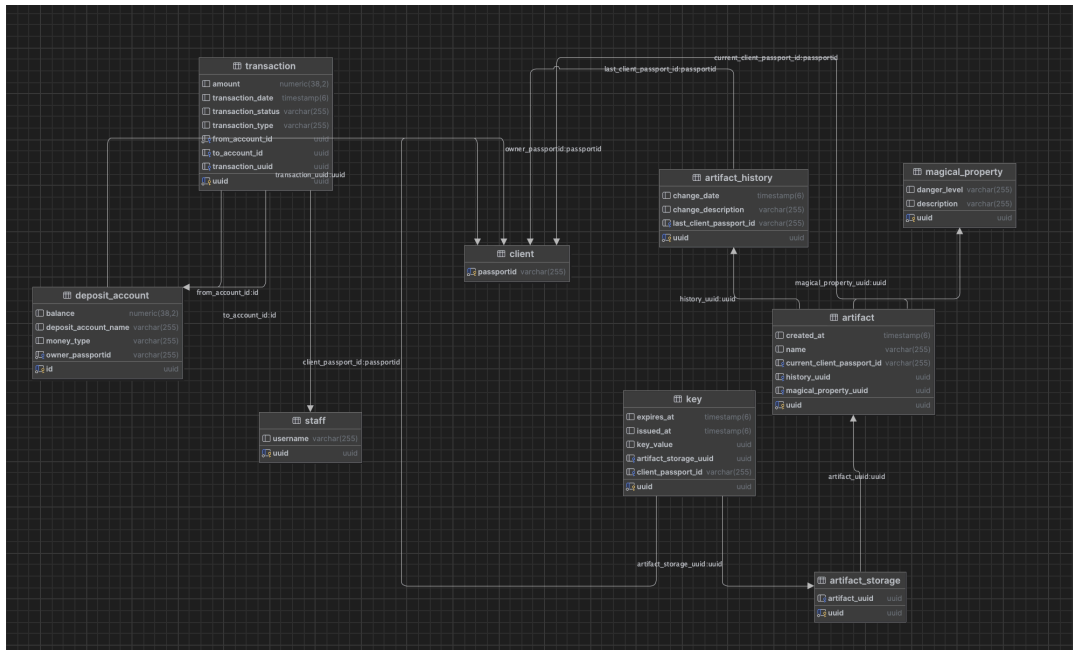 transaction
amount numeric(38,2)
transaction_date timestamp(6)
transaction_status varchar(255)
transaction_type varchar(255)
from_account_id uuid
to_account_id uuid
transaction_uuid uuid
transaction_uuid:uuid
uuid uuid
current_client_passport_id:passportid
last_client_passport_id:passportid
owner_passportid:passportid
artifact_history
change_date timestamp(6)
change_description varchar(255)
last_client_passport_id varchar(255)
uuid uuid
magical_property
danger_level varchar(255)
description varchar(255)
uuid uuid
client
passportid varchar(255)
deposit_account
balance numeric(38,2)
deposit_account_name varchar(255)
money_type varchar(255)
owner_passportid varchar(255)
id uuid
from_account_id:id
to_account_id:id
client_passport_id:passportid
history_uuid:uuid
magical_property_uuid:uuid
artifact
created_at timestamp(6)
name varchar(255)
current_client_passport_id varchar(255)
history_uuid uuid
magical_property_uuid uuid
uuid uuid
staff
username varchar(255)
uuid uuid
key
expires_at timestamp(6)
issued_at timestamp(6)
key_value uuid
artifact_storage_uuid uuid
client_passport_id varchar(255)
uuid uuid
artifact_uuid:uuid
artifact_storage_uuid:uuid
artifact_storage
artifact_uuid uuid
uuid uuid